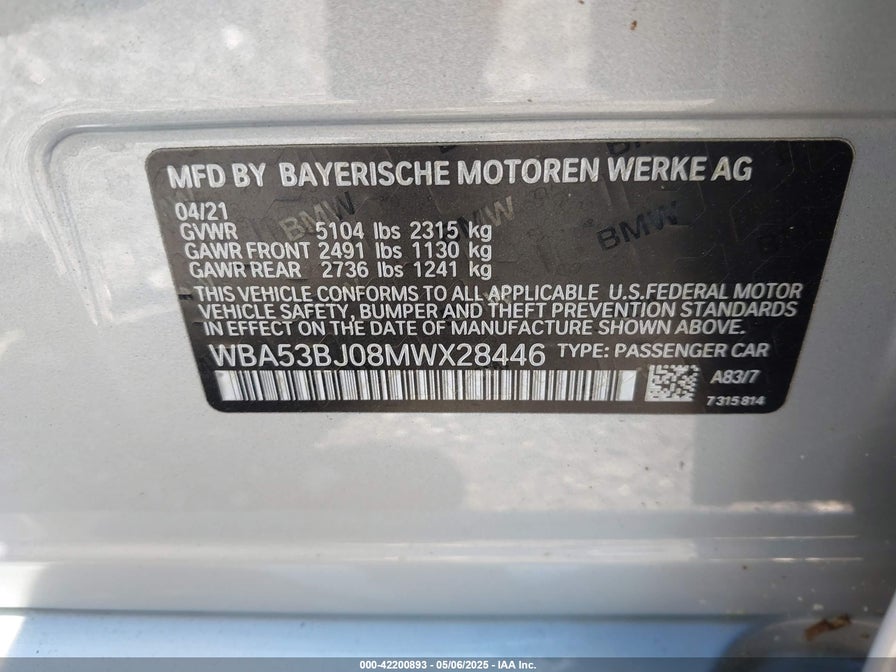 MFD BY BAYERISCHE MOTOREN WERKE AG
04/21
GVWR 5104 lbs 2315 kg
GAWR FRONT 2491 lbs 1130 kg
GAWR REAR 2736 lbs 1241 kg
THIS VEHICLE CONFORMS TO ALL APPLICABLE U.S.FEDERAL MOTOR
VEHICLE SAFETY, BUMPER AND THEFT PREVENTION STANDARDS
IN EFFECT ON THE DATE OF MANUFACTURE SHOWN ABOVE.
WBA53BJ08MWX28446 TYPE: PASSENGER CAR
A83/7
7 315 814
BMW
BMW
000-42200893 / 05/06/2025 - IAA Inc.